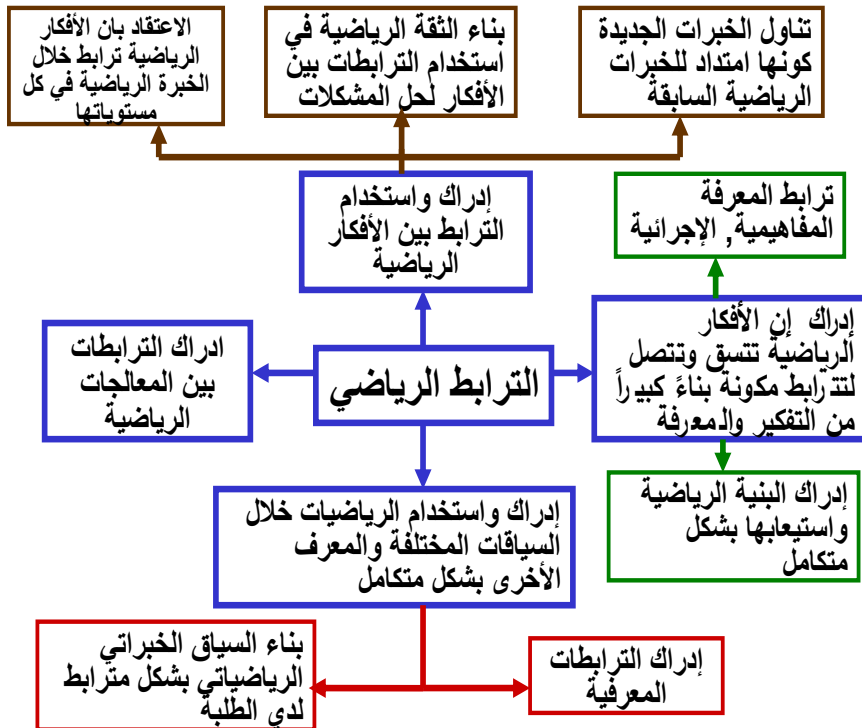 تناول الخبرات الجديدة
كونها امتداد للخبرات
الرياضية السابقة
بناء الثقة الرياضية في
استخدام الترابطات بين
الأفكار لحل المشكلات
الاعتقاد بان الأفكار
الرياضية ترابط خلال
الخبرة الرياضية في كل
مستوياتها
ترابط المعرفة
المفاهيمية, الإجرائية
إدراك واستخدام
الترابط بين الأفكار
الرياضية
إدراك إن الأفكار
الرياضية تتسق وتتصل
لتترابط مكونة بناءً كبيراً
من التفكير والمعرفة
الترابط الرياضي
ادراك الترابطات
بين المعالجات
الرياضية
إدراك البنية الرياضية
واستيعابها بشكل
متكامل
إدراك واستخدام الرياضيات خلال
السياقات المختلفة والمعرف
الأخرى بشكل متكامل
إدراك الترابطات
المعرفية
بناء السياق الخبراتي
الرياضياتي بشكل مترابط
لدى الطلبة